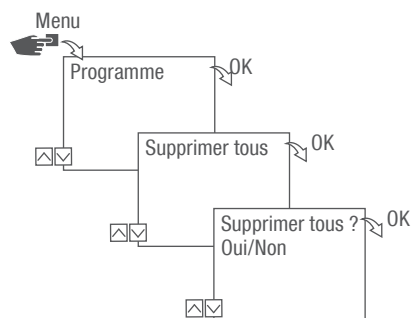 Menu
Programme
OK
Supprimer tous
OK
Supprimer tous ?
Oui/Non
OK